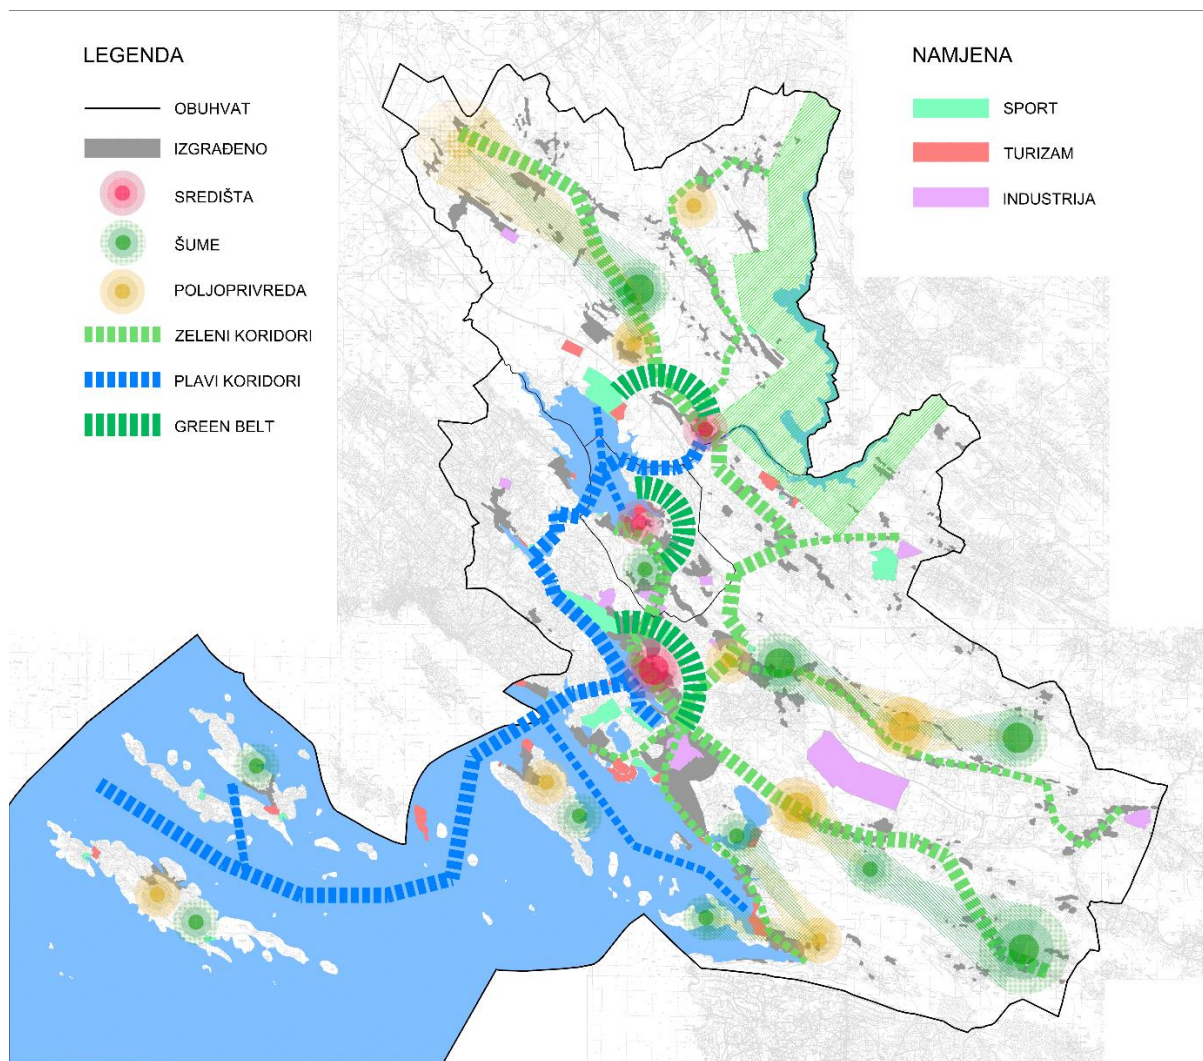 LEGENDA
OBUHVAT
IZGRAĐENO
SREDIŠTA
ŠUME
POLJOPRIVREDA
ZELENI KORIDORI
PLAVI KORIDORI
GREEN BELT
NAMJENA
SPORT
TURIZAM
INDUSTRIJA